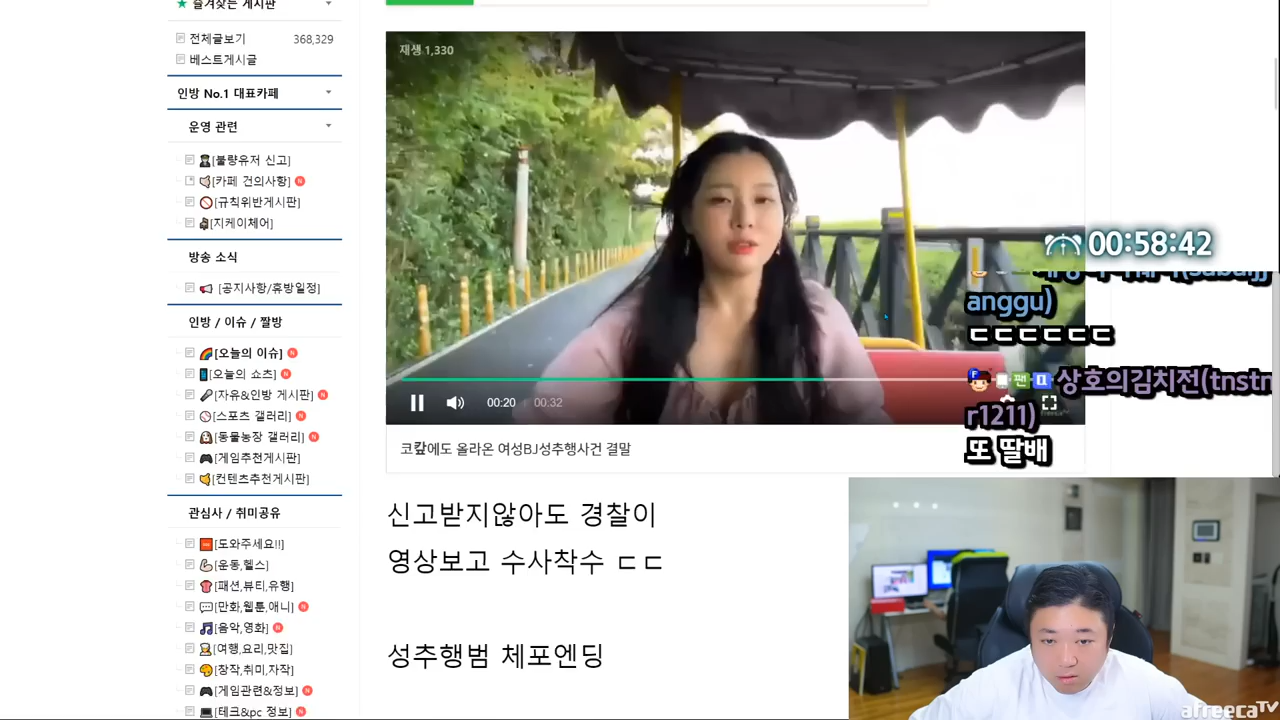 즐겨찾는 게시판
전체글보기 368,329
베스트게시글
인방 No.1 대표카페
운영 관련
[불량유저 신고]
[카페 건의사항] N
[규칙위반게시판]
[지케이체어]
방송 소식
[공지사항/휴방일정]
인방 / 이슈 / 짤방
[오늘의 이슈] N
[오늘의 쇼츠] N
[자유&인방 게시판] N
[스포츠 갤러리] N
[동물농장 갤러리] N
[게임추천게시판]
[컨텐츠추천게시판]
관심사 / 취미공유
[도와주세요!!]
[운동,헬스]
[패션,뷰티,유행]
[만화,웹툰,애니] N
[음악,영화] N
[여행,요리,맛집]
[창작,취미,자작]
[게임관련&정보] N
[테크&pc 정보] N
재생 1,330
00:20 00:32
코캎에도 올라온 여성BJ성추행사건 결말
신고받지않아도 경찰이
영상보고 수사착수 ㄷㄷ
성추행범 체포엔딩
00:58:42
anggu)
ㄷㄷㄷㄷㄷㄷ
F 팬 상호의김치전(tnstn
r1211)
또 딸배
afreecaTV